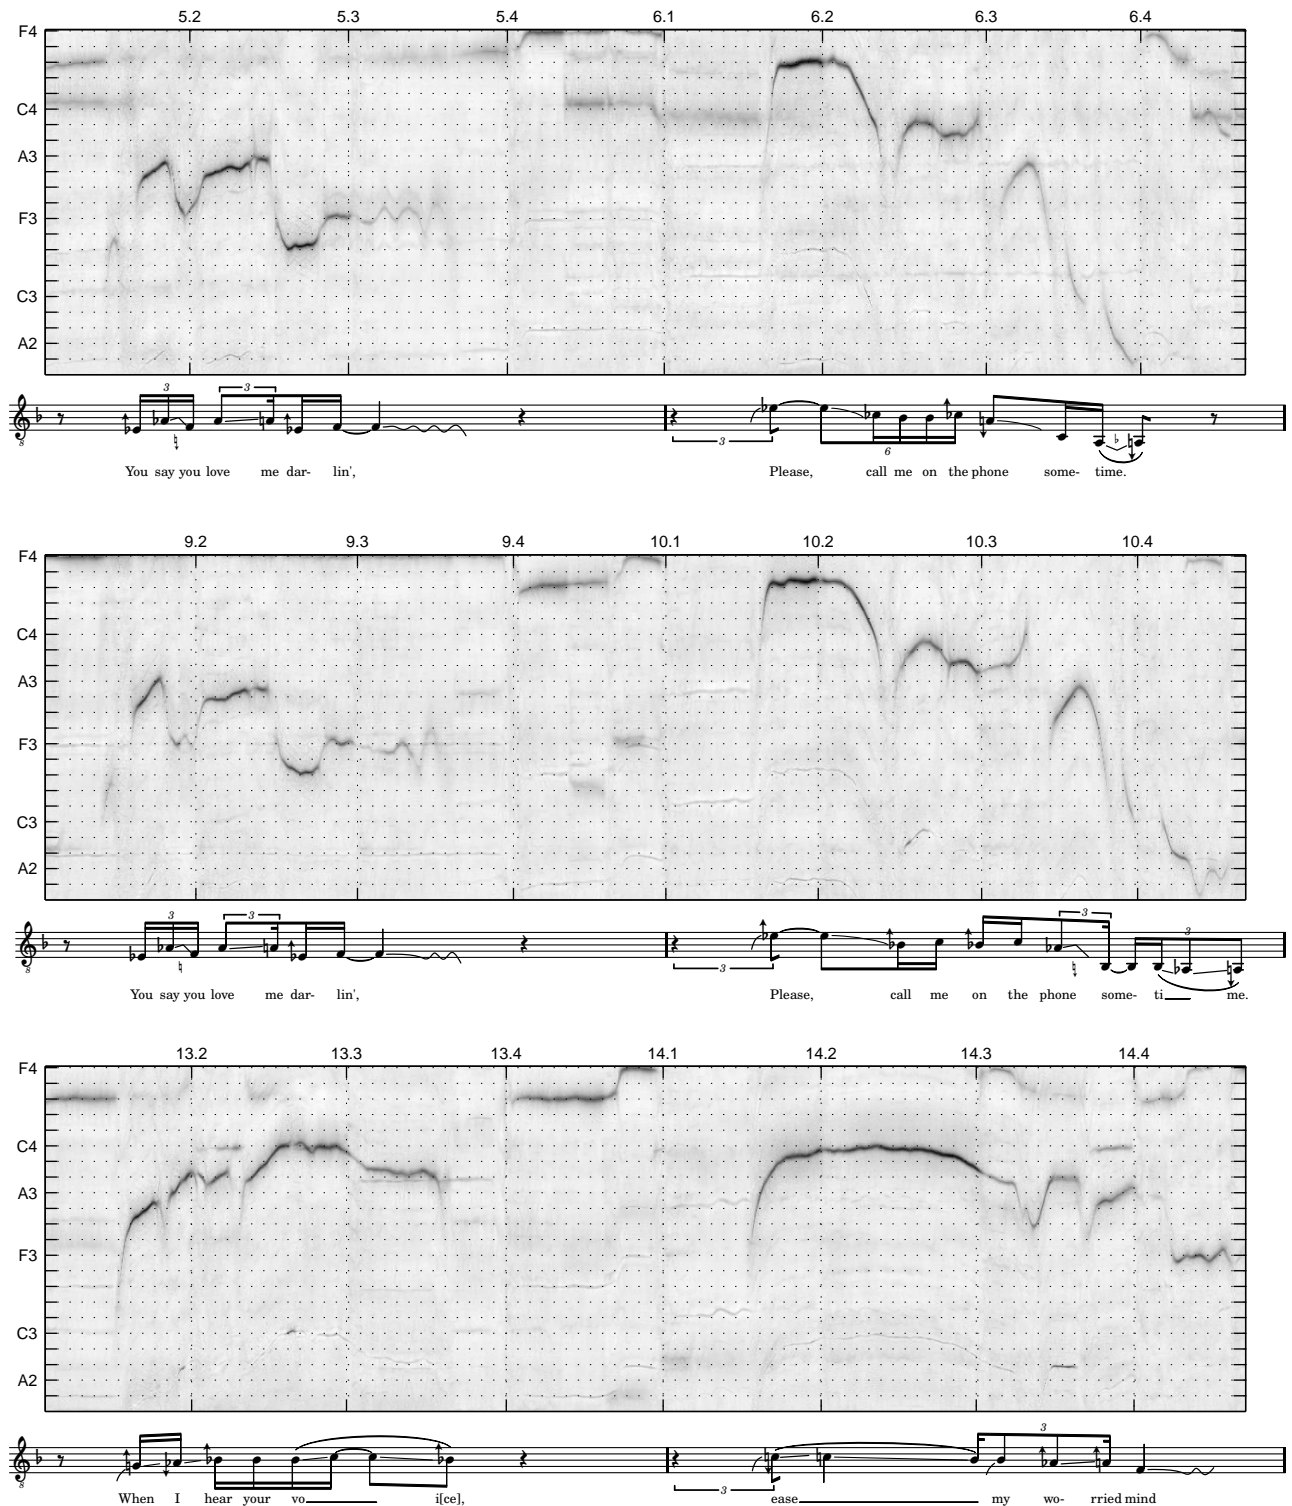 5.2 5.3 5.4 6.1 6.2 6.3 6.4
F4
C4
A3
F3
C3
A2
3 3
3 6
8
You say you love me dar- lin', Please, call me on the phone some- time.
9.2 9.3 9.4 10.1 10.2 10.3 10.4
F4
C4
A3
F3
C3
A2
3 3 3
3 3
8
You say you love me dar- lin', Please, call me on the phone some- ti me.
13.2 13.3 13.4 14.1 14.2 14.3 14.4
F4
C4
A3
F3
C3
A2
3
3
8
When I hear your vo i[ce], ease my wo- rried mind